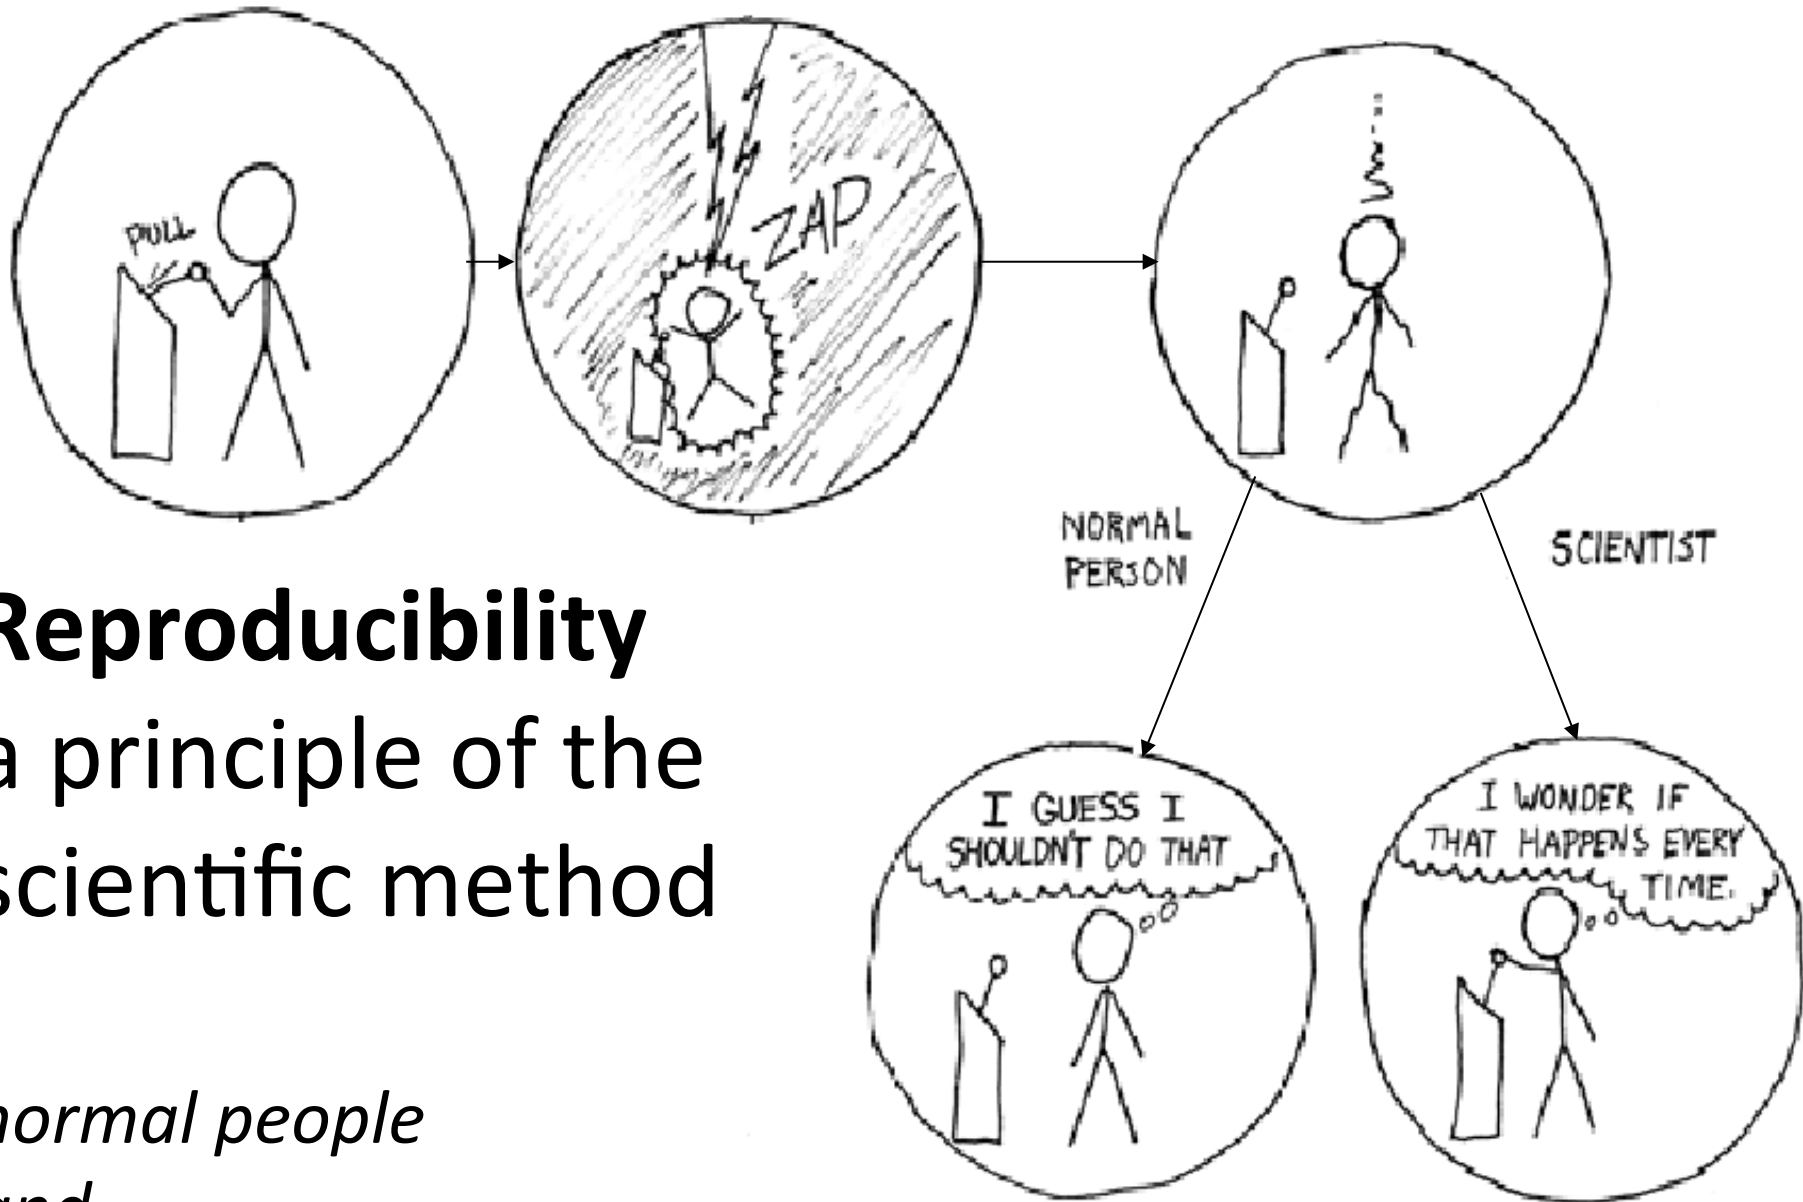 PULL
ZAP
NORMAL
PERSON
SCIENTIST
Reproducibility
a principle of the
scientific method
I GUESS I
SHOULDN'T DO THAT
I WONDER IF
THAT HAPPENS EVERY
TIME.
normal people
and